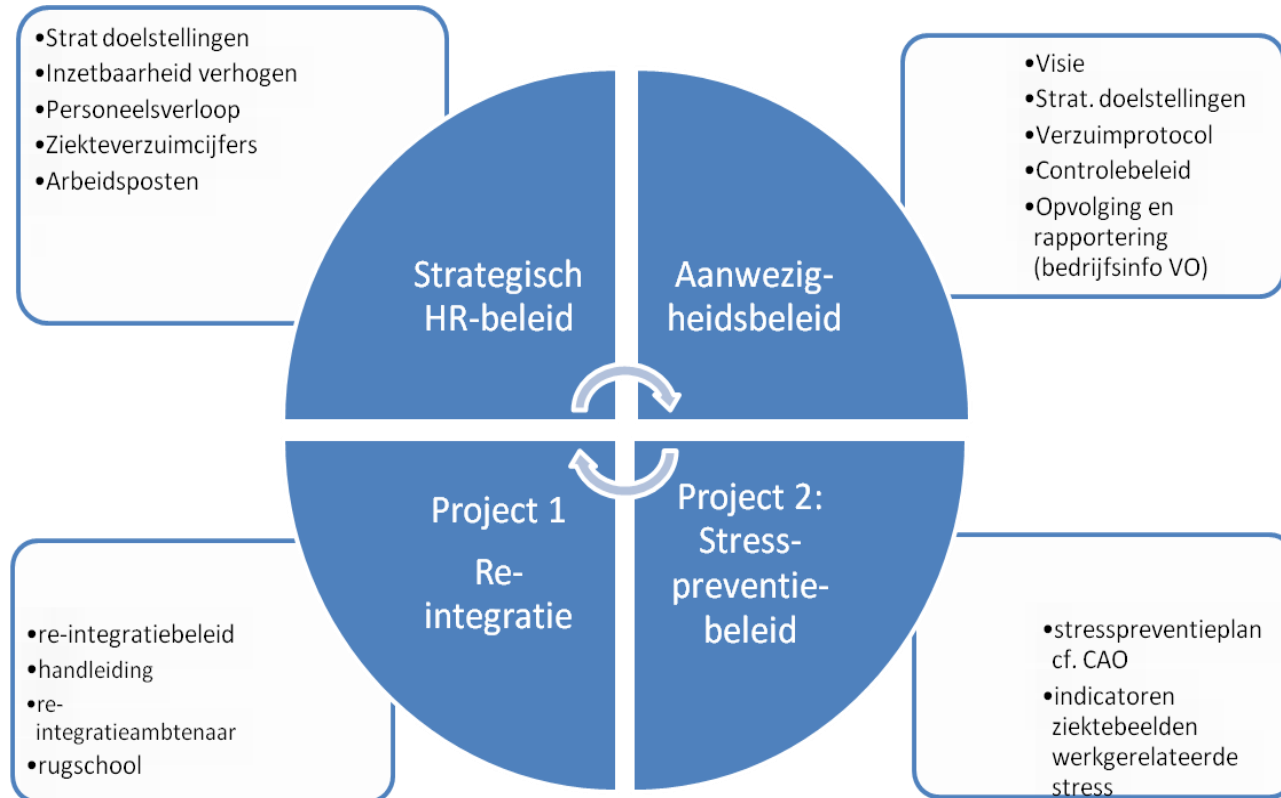 •Strat doelstellingen
•Inzetbaarheid verhogen
•Personeelsverloop
•Ziekteverzuimcijfers
•Arbeidsposten
•Visie
•Strat. doelstellingen
•Verzuimprotocol
•Controlebeleid
•Opvolging en
rapportering
(bedrijfsinfo VO)
Strategisch
HR-beleid
Aanwezig-
heidsbeleid
Project 1
Re-
integratie
Project 2:
Stress-
preventie-
beleid
•re-integratiebeleid
•handleiding
•re-
integratieambtenaar
•rugschool
•stresspreventieplan
cf. CAO
•indicatoren
ziektebeelden
werkgerelateerde
stress